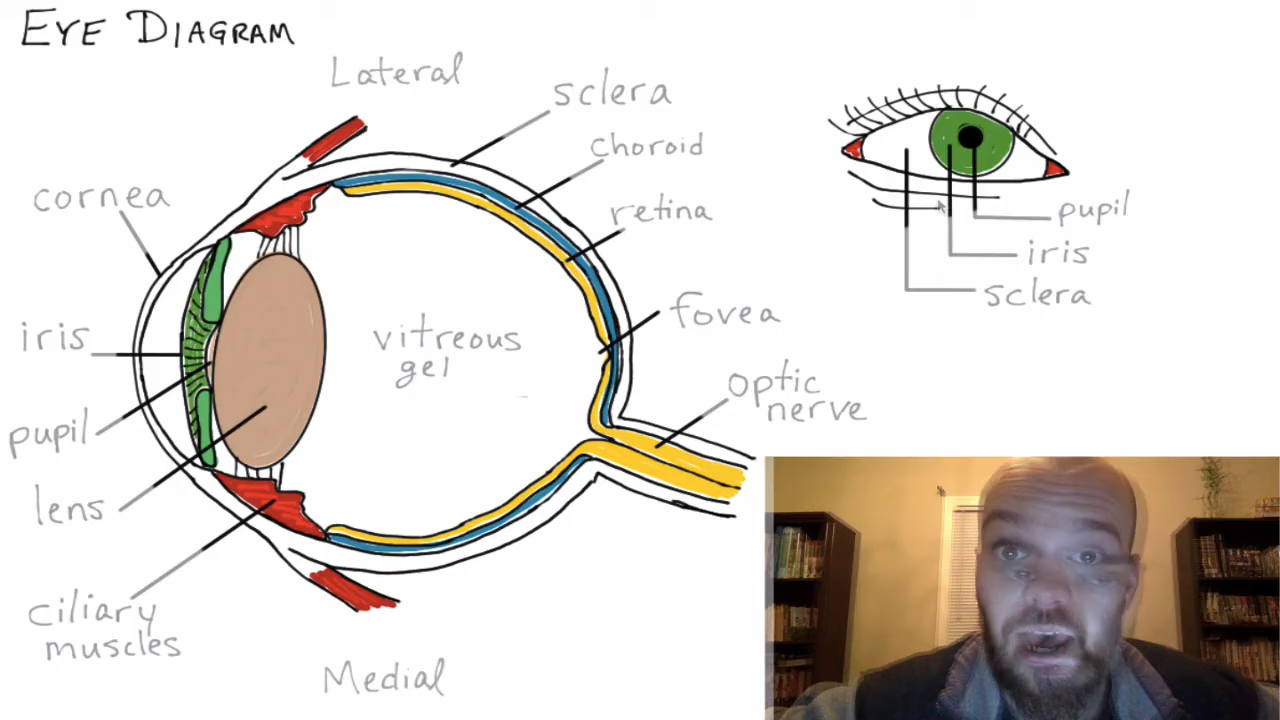 EYE DIAGRAM
Lateral
sclera
choroid
cornea
retina
pupil
iris
sclera
fovea
iris
vitreous
gel
optic
nerve
pupil
lens
ciliary
muscles
Medial